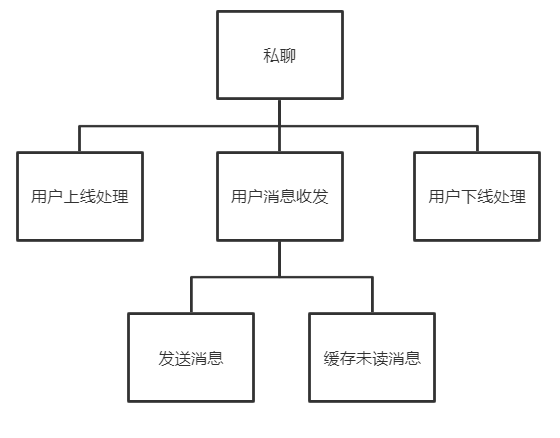 私聊
用户上线处理
用户消息收发
用户下线处理
发送消息
缓存未读消息